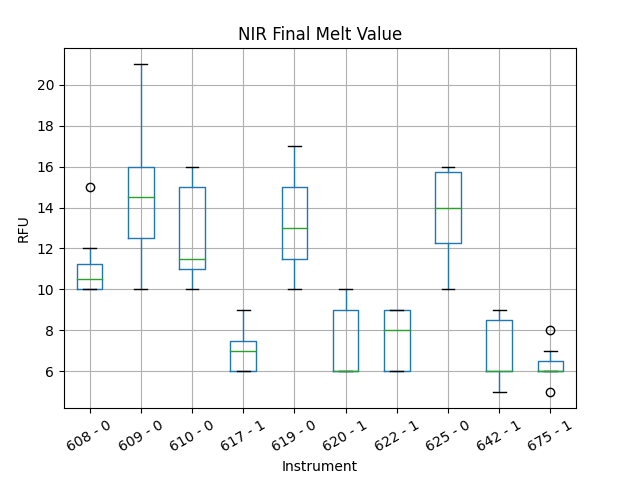 NIR Final Melt Value
RFU
20
18
16
14
12
10
8
6
608 - 0
609 - 0
610 - 0
617 - 1
619 - 0
620 - 1
622 - 1
625 - 0
642 - 1
675 - 1
Instrument